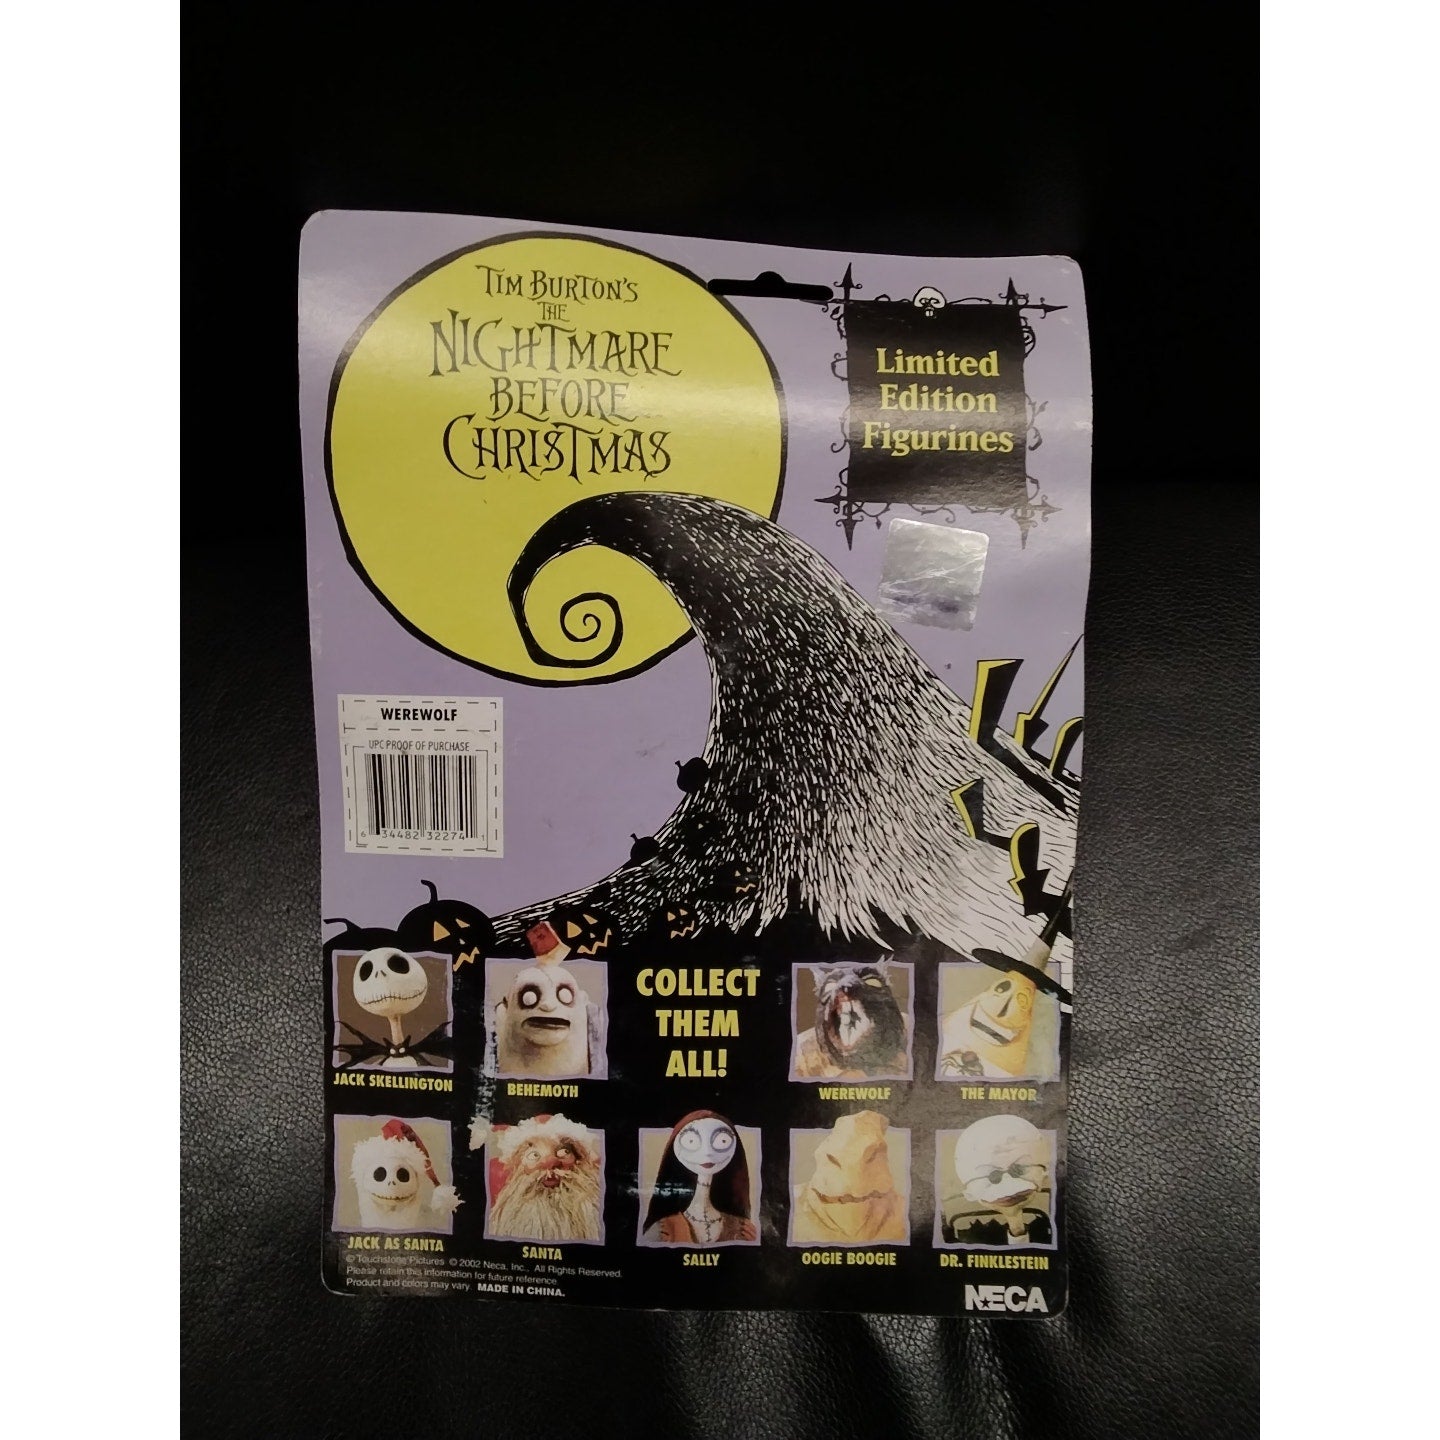 TIM BURTON'S
THE
NIGHTMARE
BEFORE
CHRISTMAS
Limited
Edition
Figurines
WEREWOLF
UPC PROOF OF PURCHASE
6 34482 32274 1
COLLECT
THEM
ALL!
JACK SKELLINGTON
BEHEMOTH
WEREWOLF
THE MAYOR
JACK AS SANTA
SANTA
SALLY
OOGIE BOOGIE
DR. FINKLESTEIN
© Touchstone Pictures © 2002 Neca, Inc., All Rights Reserved.
Please retain this information for future reference
Product and colors may vary. MADE IN CHINA.
NECA